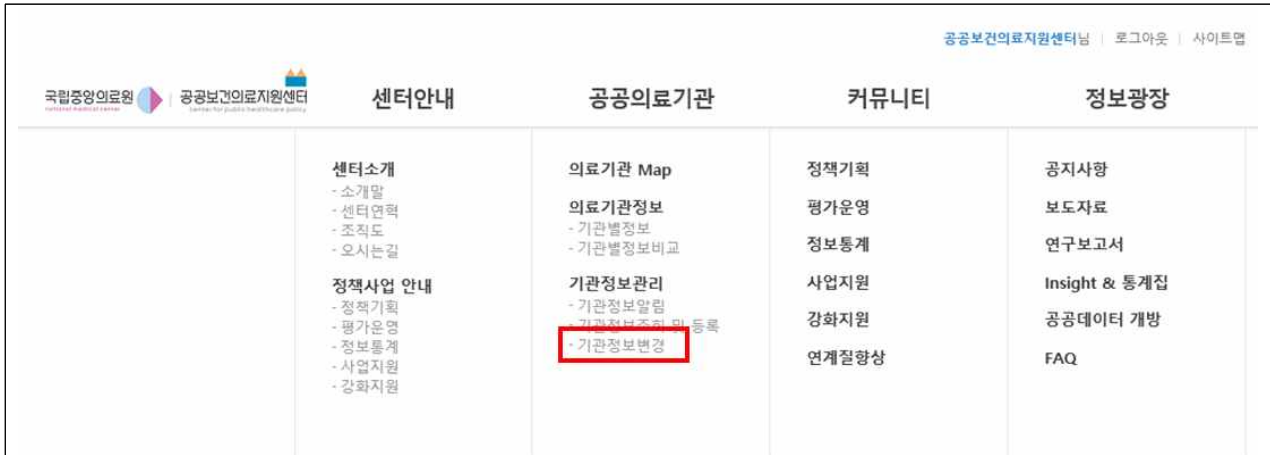 공공보건의료지원센터님 | 로그아웃 | 사이트맵
국립중앙의료원
national medical center
공공보건의료지원센터
center for public healthcare policy
센터안내
공공의료기관
커뮤니티
정보광장
센터소개
- 소개말
- 센터연혁
- 조직도
- 오시는길
정책사업 안내
- 정책기획
- 평가운영
- 정보통계
- 사업지원
- 강화지원
의료기관 Map
의료기관정보
- 기관별정보
- 기관별정보비교
기관정보관리
- 기관정보알림
- 기관정보조회 및 등록
- 기관정보변경
정책기획
평가운영
정보통계
사업지원
강화지원
연계질향상
공지사항
보도자료
연구보고서
Insight & 통계집
공공데이터 개방
FAQ